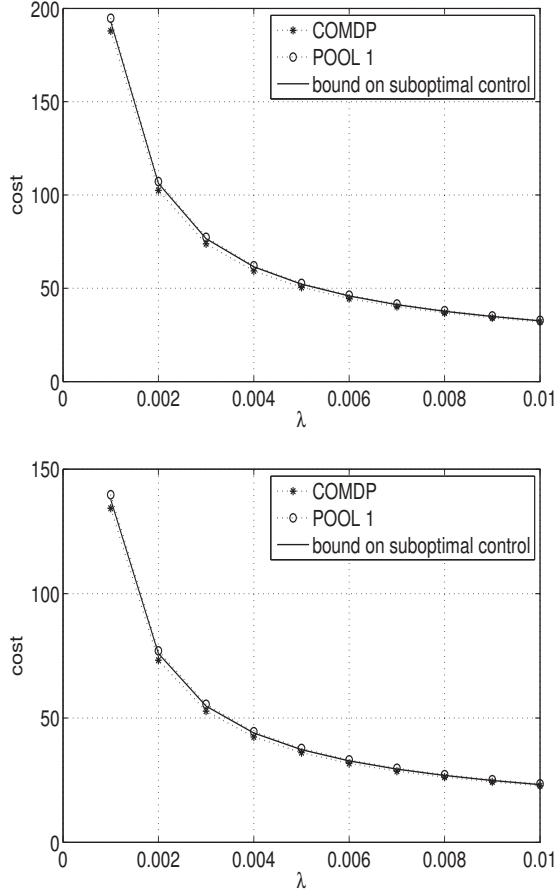 200
150
100
50
0
cost
COMDP
POOL 1
bound on suboptimal control
0 0.002 0.004 0.006 0.008 0.01
λ
150
100
50
0
cost
COMDP
POOL 1
bound on suboptimal control
0 0.002 0.004 0.006 0.008 0.01
λ